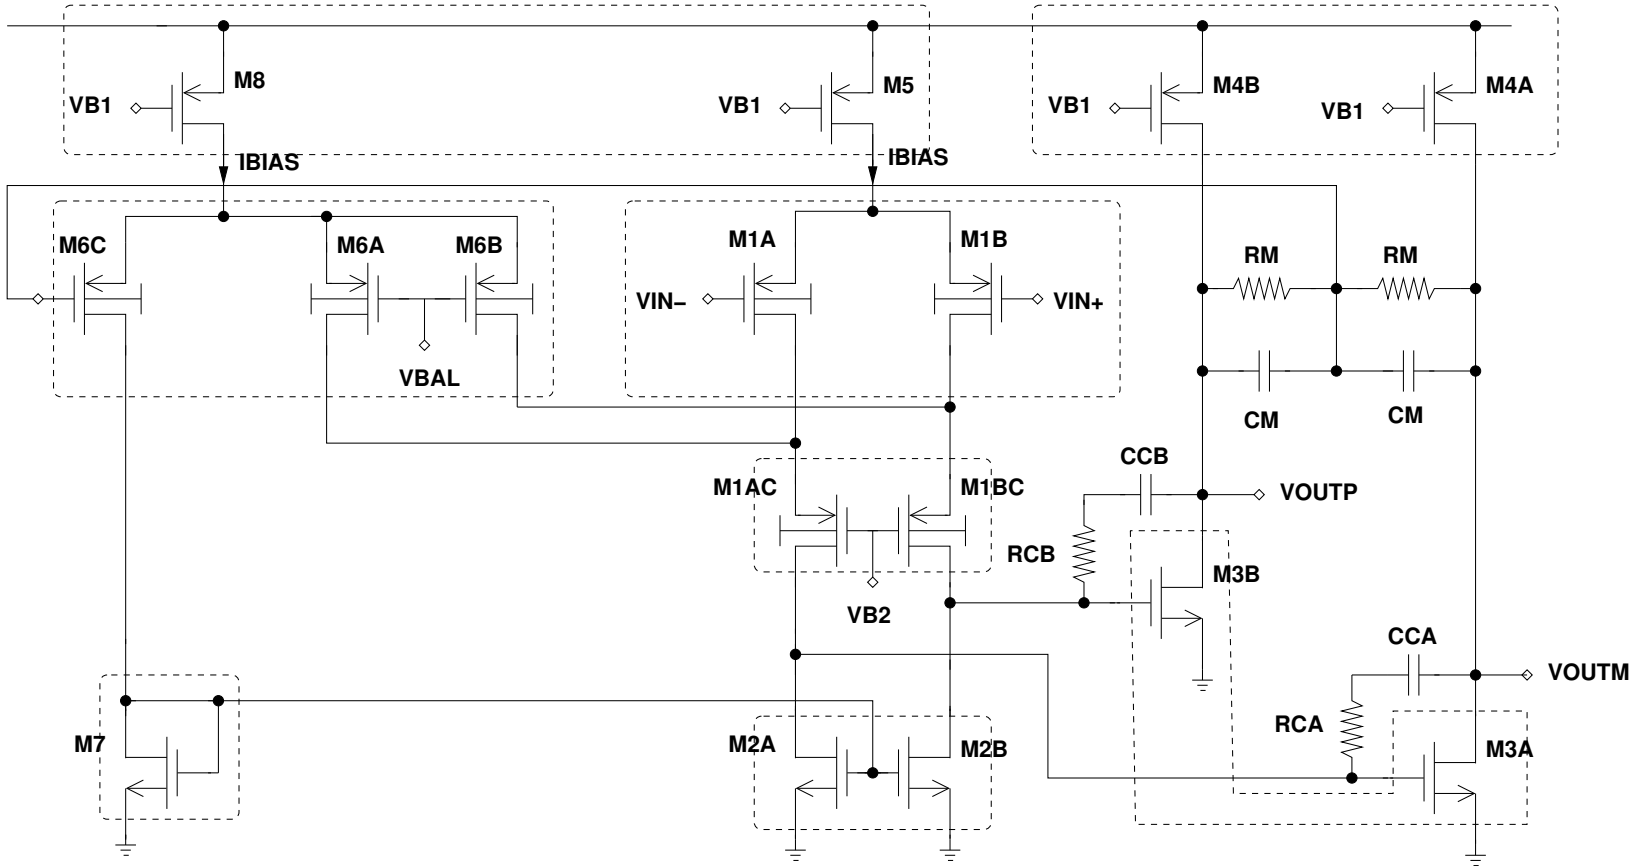 M8
M5
M4B
M4A
VB1
VB1
VB1
VB1
IBIAS
IBIAS
M6C
M6A
M6B
M1A
M1B
RM
RM
VIN−
VIN+
VBAL
CM
CM
CCB
M1AC
M1BC
VOUTP
RCB
M3B
VB2
CCA
VOUTM
RCA
M7
M2A
M2B
M3A